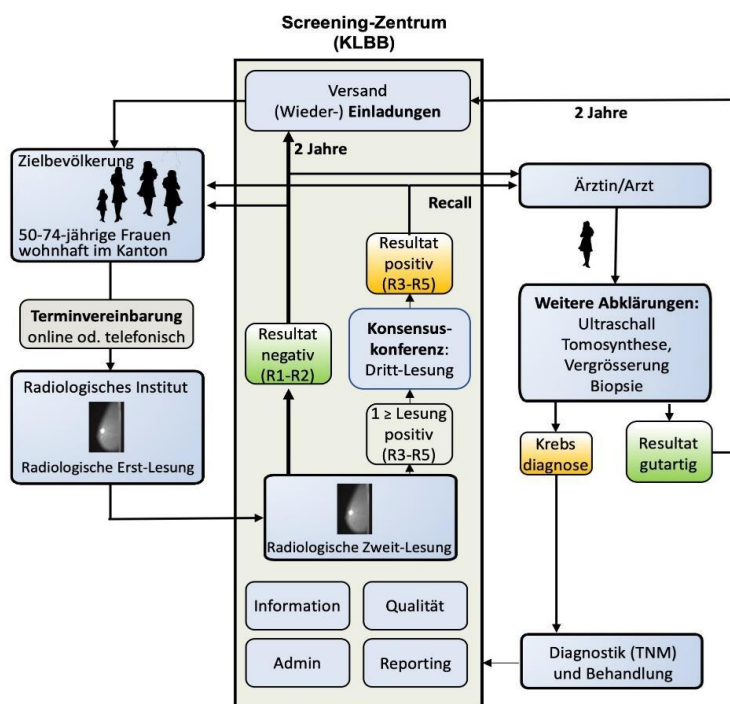 Screening-Zentrum
(KLBB)
Versand
(Wieder-) Einladungen
2 Jahre
2 Jahre
Zielbevölkerung
50-74-jährige Frauen
wohnhaft im Kanton
Ärztin/Arzt
Recall
Terminvereinbarung
online od. telefonisch
Resultat
negativ
(R1-R2)
Resultat
positiv
(R3-R5)
Konsensus-
konferenz:
Dritt-Lesung
1 ≥ Lesung
positiv
(R3-R5)
Weitere Abklärungen:
Ultraschall
Tomosynthese,
Vergrösserung
Biopsie
Radiologisches Institut
Radiologische Erst-Lesung
Krebs
diagnose
Resultat
gutartig
Radiologische Zweit-Lesung
Information
Qualität
Admin
Reporting
Diagnostik (TNM)
und Behandlung